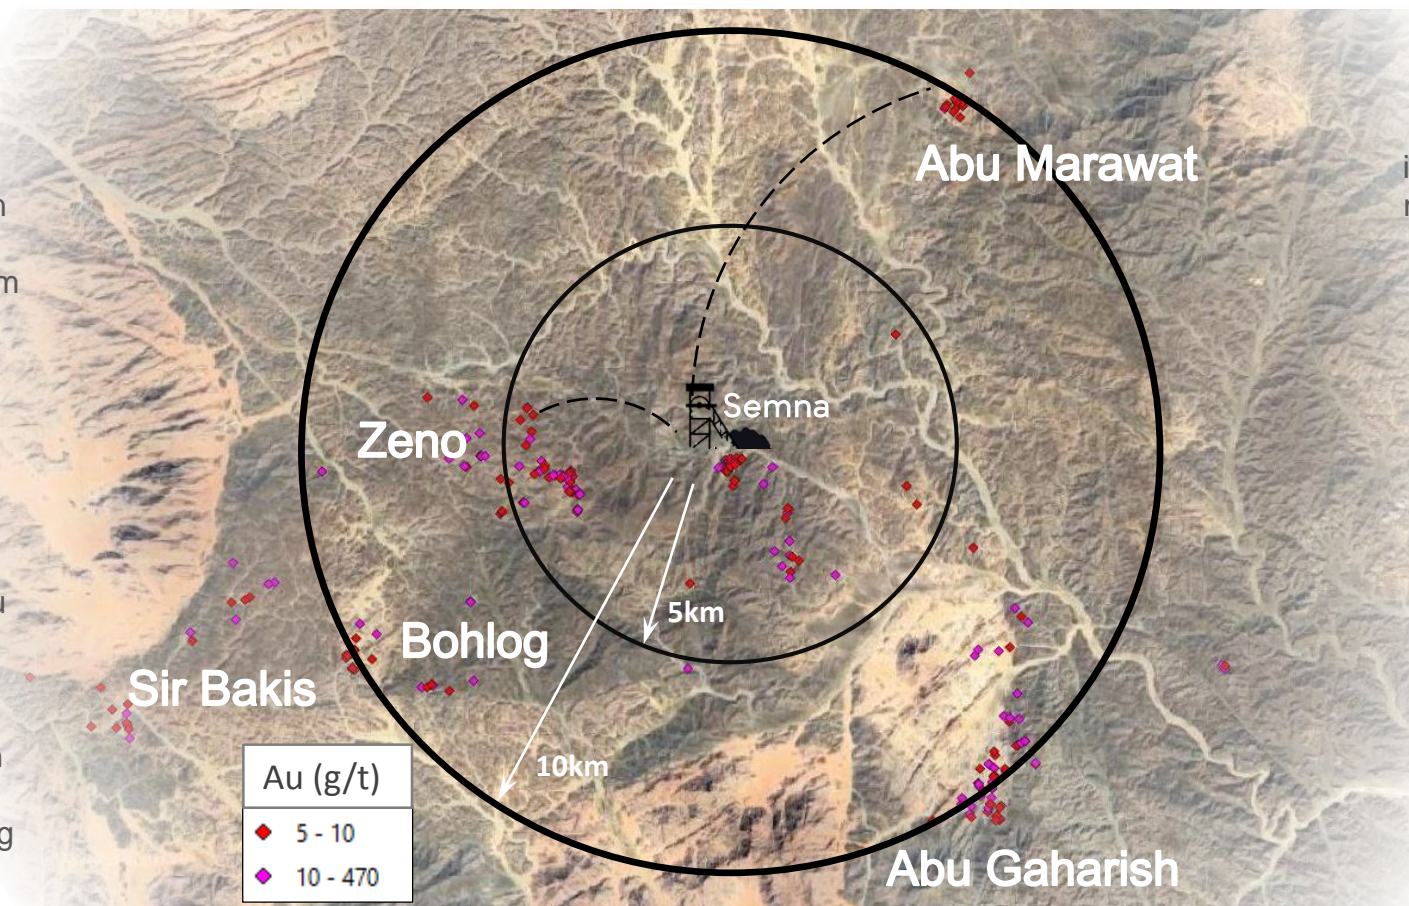 Abu Marawat
Semna
Zeno
5km
Bohlog
Sir Bakis
10km
Au (g/t)
5 - 10
10 - 470
Abu Gaharish